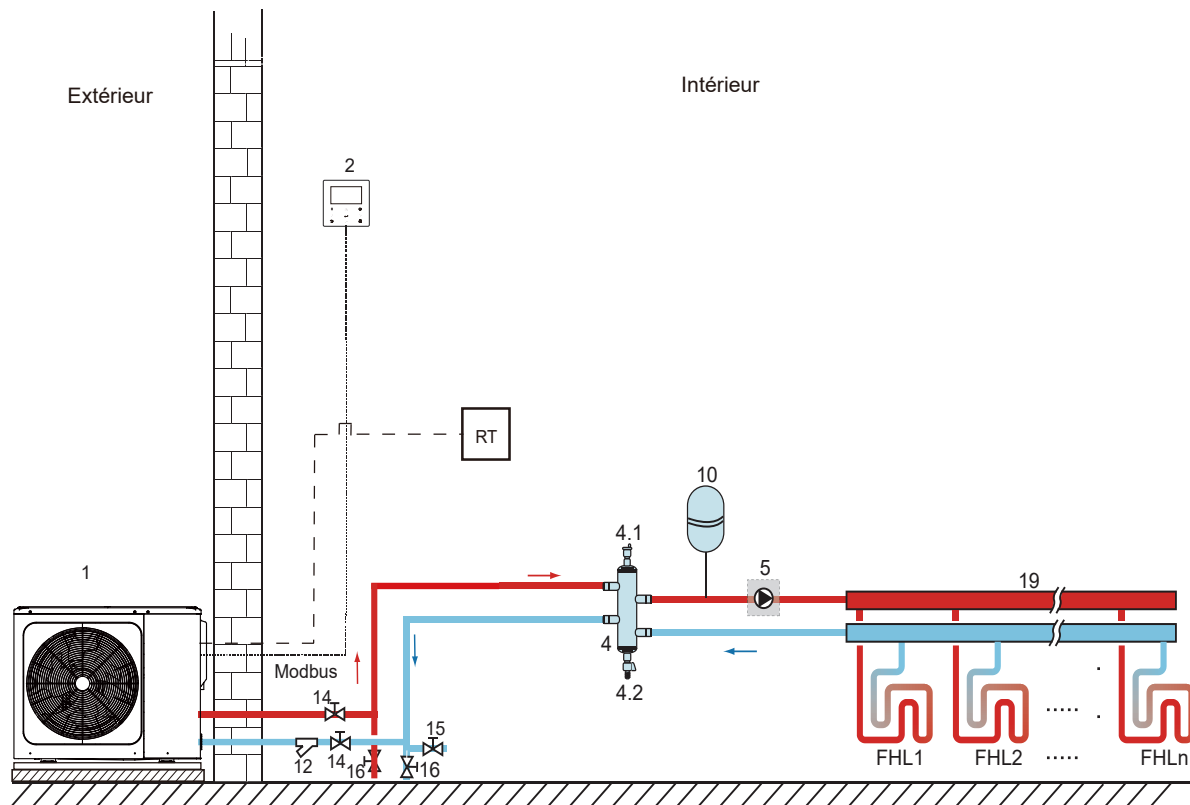 Extérieur
Intérieur
2
RT
10
4.1
5
1
19
4
4.2
Modbus
14
15
12
14
16
16
FHL1
FHL2
.....
FHLn
.....